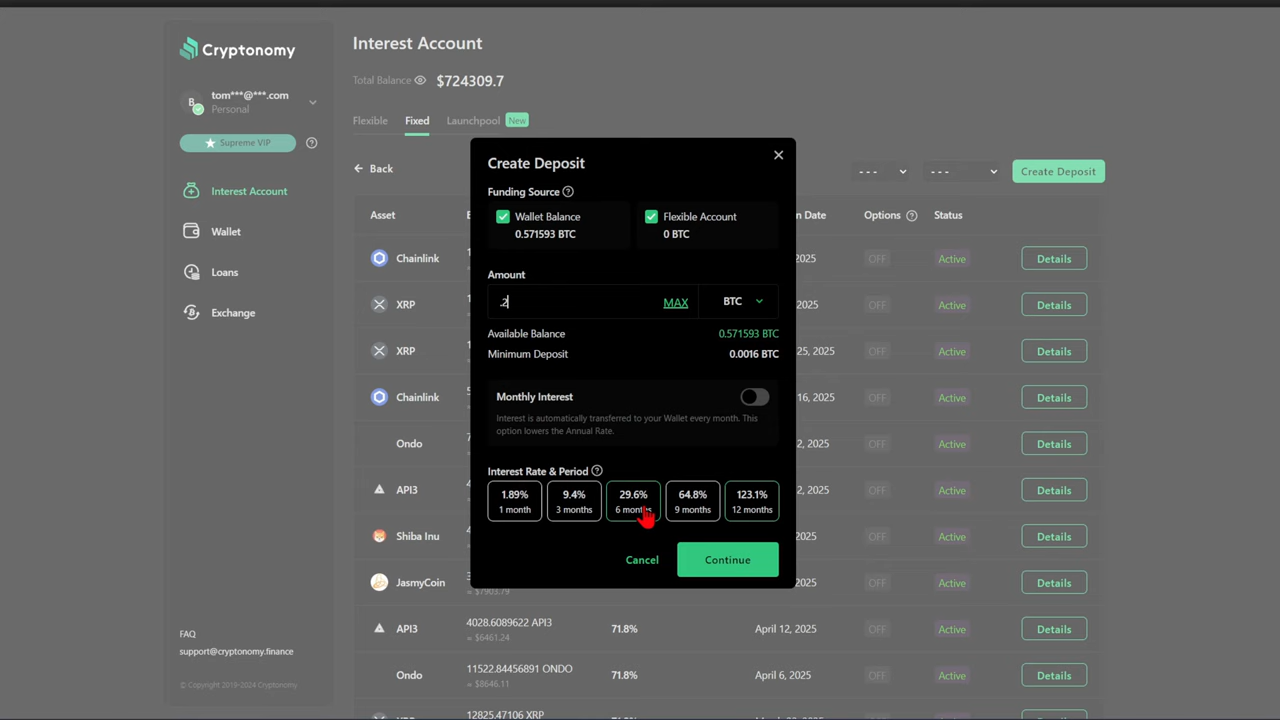 Cryptonomy
tom***@***.com
B
Personal
Supreme VIP
Interest Account
Wallet
Loans
Exchange
FAQ
support@cryptonomy.finance
© Copyright 2019-2024 Cryptonomy
Interest Account
Total Balance $724309.7
Flexible Fixed Launchpool New
Back
--- --- Create Deposit
Asset n Date Options Status
Chainlink 2025 OFF Active Details
XRP 2025 OFF Active Details
XRP 25, 2025 OFF Active Details
Chainlink 16, 2025 OFF Active Details
Ondo 2, 2025 OFF Active Details
API3 2, 2025 OFF Active Details
Shiba Inu 2025 OFF Active Details
JasmyCoin 2025 OFF Active Details
= $7903.79
API3 4028.6089622 API3 71.8% April 12, 2025 OFF Active Details
= $6461.24
Ondo 11522.84456891 ONDO 71.8% April 6, 2025 OFF Active Details
= $8646.11
12825.47106 XRP
Create Deposit
Funding Source
Wallet Balance
0.571593 BTC
Flexible Account
0 BTC
Amount
.2 MAX BTC
Available Balance 0.571593 BTC
Minimum Deposit 0.0016 BTC
Monthly Interest
Interest is automatically transferred to your Wallet every month. This
option lowers the Annual Rate.
Interest Rate & Period
1.89% 9.4% 29.6% 64.8% 123.1%
1 month 3 months 6 months 9 months 12 months
Cancel Continue